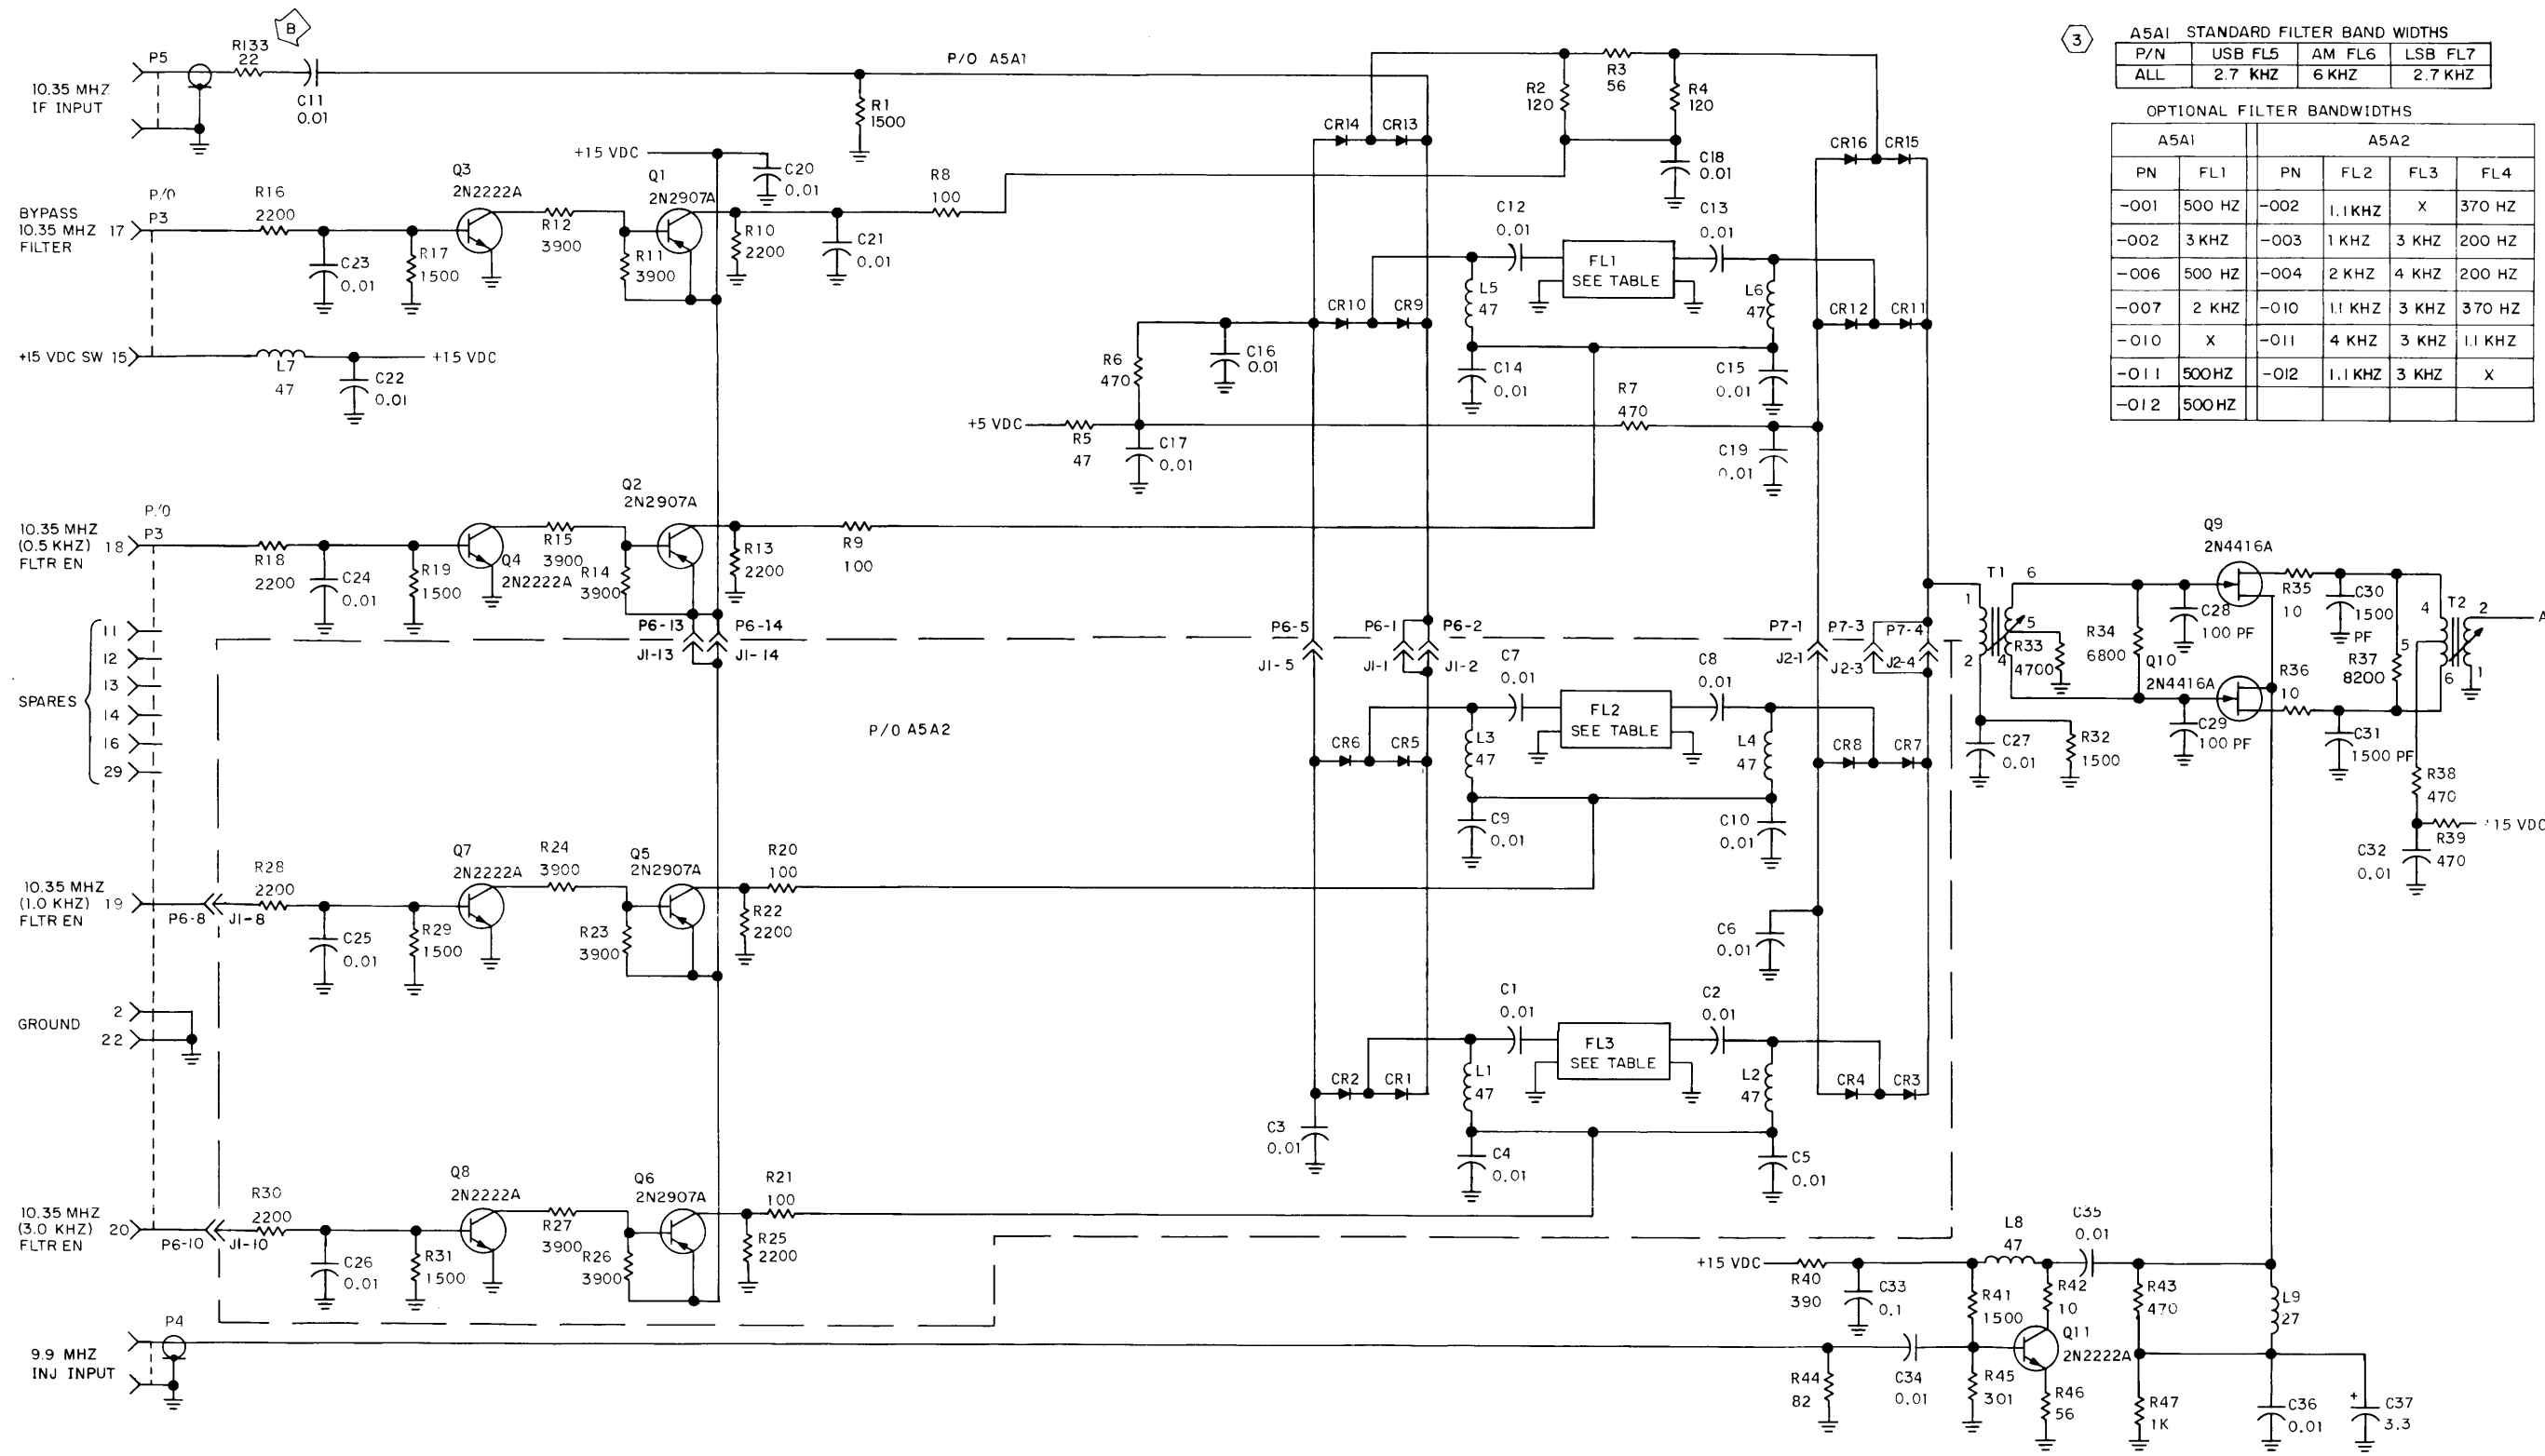 B
P5
R133
22
C11
0.01
10.35 MHZ
IF INPUT
P/O A5A1
R1
1500
+15 VDC
C20
0.01
P/O
P3
BYPASS
10.35 MHZ 17
FILTER
R16
2200
C23
0.01
R17
1500
Q3
2N2222A
R12
3900
Q1
2N2907A
R11
3900
R10
2200
C21
0.01
R8
100
+15 VDC SW 15
L7
47
C22
0.01
+15 VDC
CR14
CR13
R2
120
R3
56
R4
120
C18
0.01
CR16
CR15
C12
0.01
C13
0.01
FL1
SEE TABLE
L5
47
L6
47
CR10
CR9
CR12
CR11
R6
470
C16
0.01
C14
0.01
C15
0.01
R7
470
+5 VDC
R5
47
C17
0.01
C19
0.01
3
A5A1 STANDARD FILTER BAND WIDTHS
P/N USB FL5 AM FL6 LSB FL7
ALL 2.7 KHZ 6 KHZ 2.7 KHZ
OPTIONAL FILTER BANDWIDTHS
A5A1 A5A2
PN FL1 PN FL2 FL3 FL4
-001 500 HZ -002 1.1 KHZ X 370 HZ
-002 3 KHZ -003 1 KHZ 3 KHZ 200 HZ
-006 500 HZ -004 2 KHZ 4 KHZ 200 HZ
-007 2 KHZ -010 1.1 KHZ 3 KHZ 370 HZ
-010 X -011 4 KHZ 3 KHZ 1.1 KHZ
-011 500 HZ -012 1.1 KHZ 3 KHZ X
-012 500 HZ
P/O
P3
10.35 MHZ
(0.5 KHZ) 18
FLTR EN
R18
2200
C24
0.01
R19
1500
Q4
2N2222A
R15
3900
R14
3900
Q2
2N2907A
R13
2200
R9
100
SPARES
11
12
13
14
16
29
P6-13
P6-14
J1-13
J1-14
P6-5
J1-5
P6-1
P6-2
J1-1
J1-2
P7-1
P7-3
P7-4
J2-1
J2-3
J2-4
P/O A5A2
C7
0.01
C8
0.01
FL2
SEE TABLE
L3
47
L4
47
CR6
CR5
CR8
CR7
C9
0.01
C10
0.01
T1
1
2
6
5
4
R33
4700
C27
0.01
R32
1500
R34
6800
C28
100 PF
Q9
2N4416A
Q10
2N4416A
C29
100 PF
R35
10
R36
10
C30
1500
PF
C31
1500 PF
R37
8200
T2
4
5
6
2
1
A
R38
470
+15 VDC
R39
470
C32
0.01
10.35 MHZ
(1.0 KHZ) 19
FLTR EN
P6-8
J1-8
R28
2200
C25
0.01
R29
1500
Q7
2N2222A
R24
3900
R23
3900
Q5
2N2907A
R20
100
R22
2200
C6
0.01
GROUND
2
22
C1
0.01
C2
0.01
FL3
SEE TABLE
L1
47
L2
47
CR2
CR1
CR4
CR3
C3
0.01
C4
0.01
C5
0.01
10.35 MHZ
(3.0 KHZ) 20
FLTR EN
P6-10
J1-10
R30
2200
C26
0.01
R31
1500
Q8
2N2222A
R27
3900
R26
3900
Q6
2N2907A
R21
100
R25
2200
P4
9.9 MHZ
INJ INPUT
+15 VDC
R40
390
C33
0.1
R41
1500
L8
47
C35
0.01
R42
10
R43
470
L9
27
Q11
2N2222A
R44
82
C34
0.01
R45
301
R46
56
R47
1K
C36
0.01
+
C37
3.3